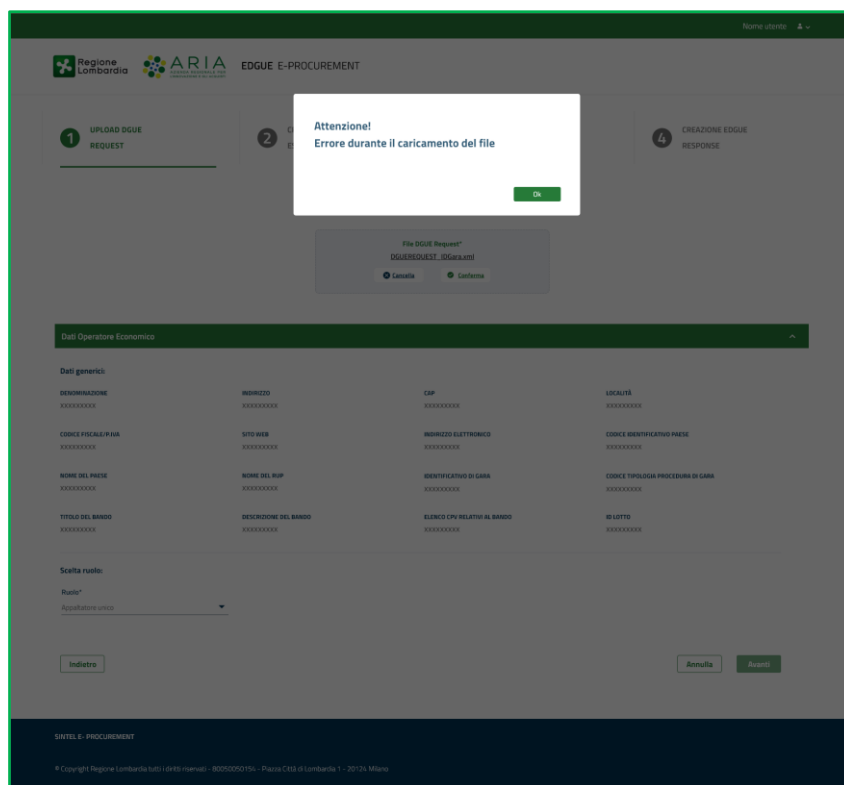 Nome utente
Regione
Lombardia
ARIA
EDGUE E-PROCUREMENT
Attenzione!
Errore durante il caricamento del file
Ok
1
UPLOAD DGUE
REQUEST
2
4
CREAZIONE EDGUE
RESPONSE
File DGUE Request*
DGUEREQUEST_IDGara.xml
Cancella
Conferma
Dati Operatore Economico
Dati generici:
DENOMINAZIONE INDIRIZZO CAP LOCALITÀ
XXXXXXXXX XXXXXXXXX XXXXXXXXX XXXXXXXXX
CODICE FISCALE/P.IVA SITO WEB INDIRIZZO ELETTRONICO CODICE IDENTIFICATIVO PAESE
XXXXXXXXX XXXXXXXXX XXXXXXXXX XXXXXXXXX
NOME DEL PAESE NOME DEL RUP IDENTIFICATIVO DI GARA CODICE TIPOLOGIA PROCEDURA DI GARA
XXXXXXXXX XXXXXXXXX XXXXXXXXX XXXXXXXXX
TITOLO DEL BANDO DESCRIZIONE DEL BANDO ELENCO CPV RELATIVI AL BANDO ID LOTTO
XXXXXXXXX XXXXXXXXX XXXXXXXXX XXXXXXXXX
Scelta ruolo:
Ruolo*
Appaltatore unico
Indietro Annulla Avanti
SINTEL E- PROCUREMENT
© Copyright Regione Lombardia tutti i diritti riservati - 80050050154 - Piazza Città di Lombardia 1 - 20124 Milano